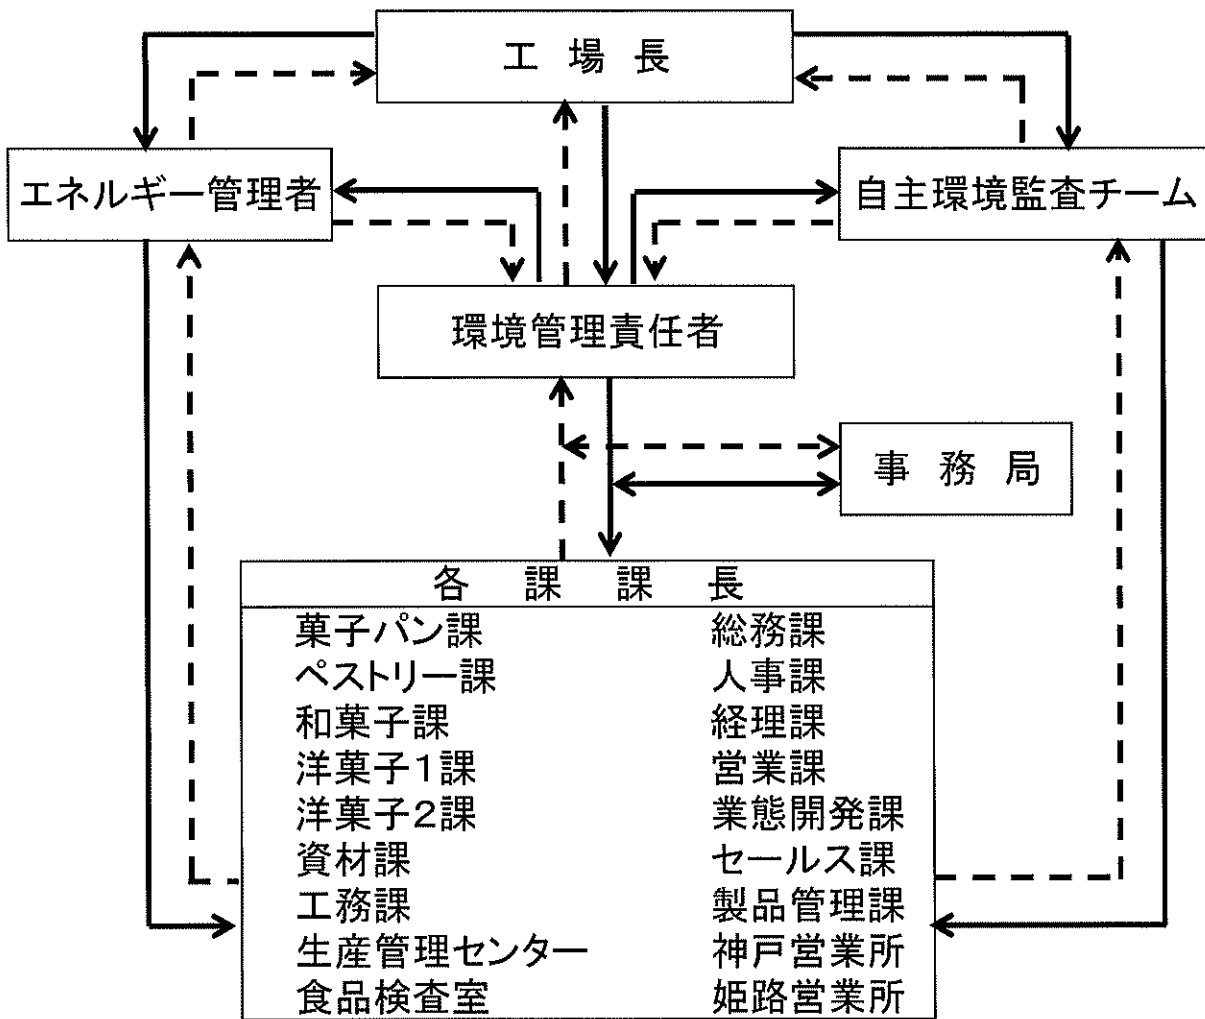 工場長
エネルギー管理者
自主環境監査チーム
環境管理責任者
事務局
各課課長
菓子パン課
ペストリー課
和菓子課
洋菓子1課
洋菓子2課
資材課
工務課
生産管理センター
食品検査室
総務課
人事課
経理課
営業課
業態開発課
セールス課
製品管理課
神戸営業所
姫路営業所